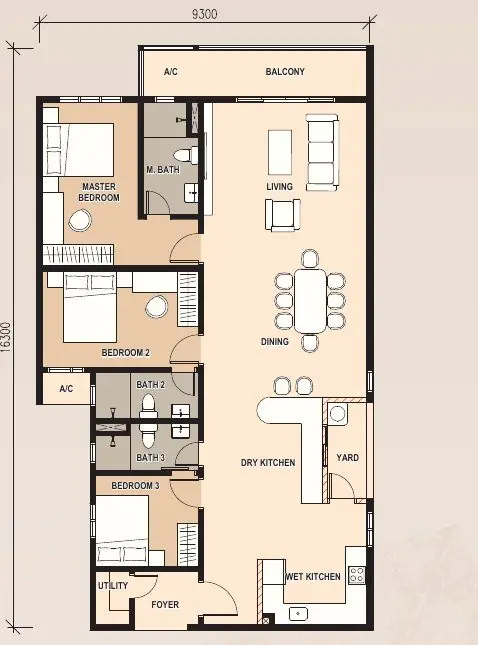 9300
A/C
BALCONY
M. BATH
MASTER
BEDROOM
LIVING
16300
DINING
BEDROOM 2
A/C
BATH 2
BATH 3
DRY KITCHEN
YARD
BEDROOM 3
WET KITCHEN
UTILITY
FOYER